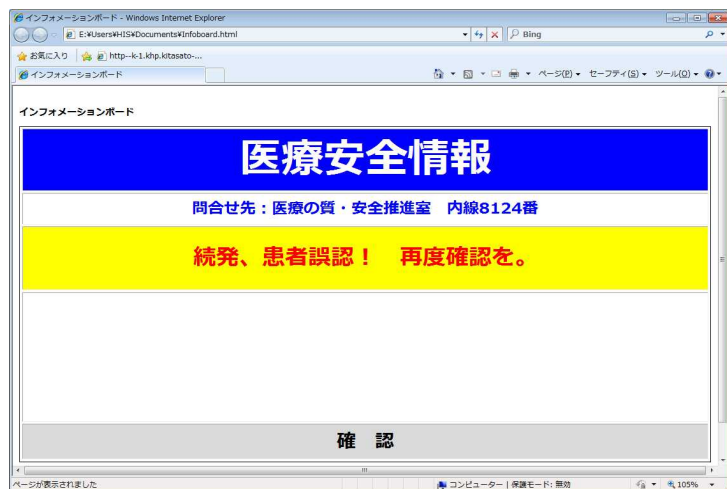 インフォメーションボード - Windows Internet Explorer
E:¥Users¥HIS¥Documents¥Infoboard.html
Bing
お気に入り
http--k-1.khp.kitasato-...
インフォメーションボード
ページ(P)
セーフティ(S)
ツール(O)
インフォメーションボード
医療安全情報
問合せ先：医療の質・安全推進室　内線8124番
続発、患者誤認！　再度確認を。
確　認
ページが表示されました
コンピューター | 保護モード: 無効
105%